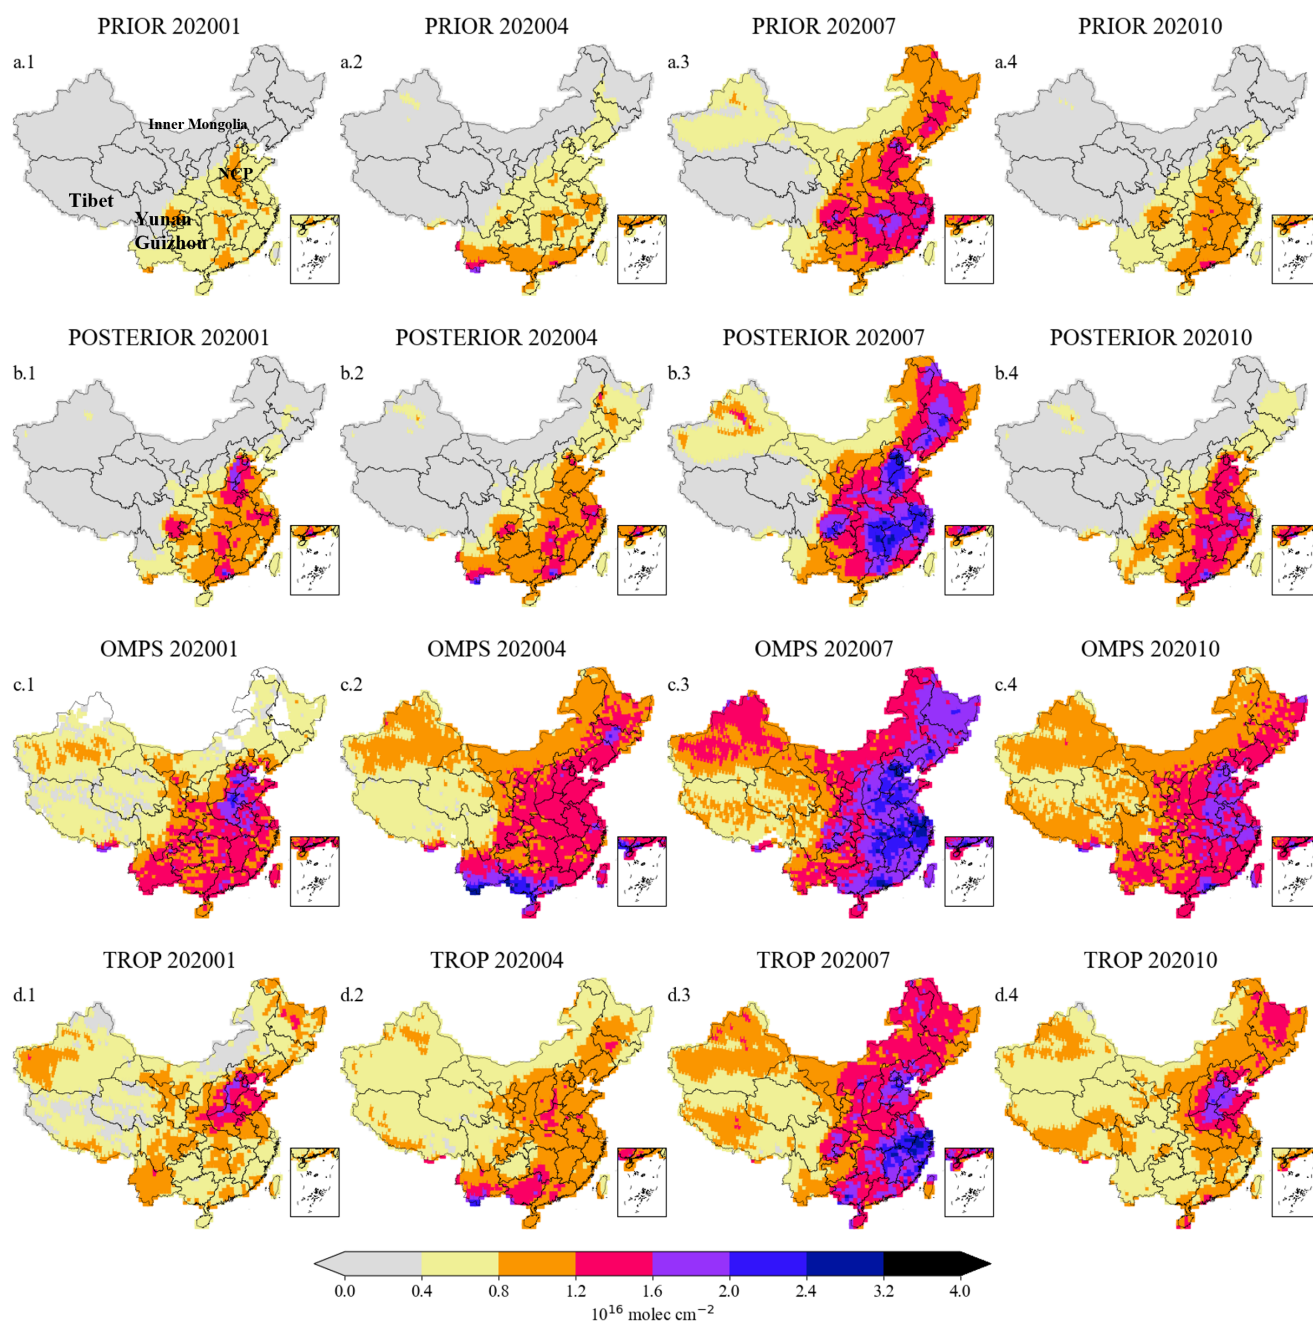 PRIOR 202001 PRIOR 202004 PRIOR 202007 PRIOR 202010
a.1 a.2 a.3 a.4
Inner Mongolia
NCP
Tibet
Yunan
Guizhou
POSTERIOR 202001 POSTERIOR 202004 POSTERIOR 202007 POSTERIOR 202010
b.1 b.2 b.3 b.4
OMPS 202001 OMPS 202004 OMPS 202007 OMPS 202010
c.1 c.2 c.3 c.4
TROP 202001 TROP 202004 TROP 202007 TROP 202010
d.1 d.2 d.3 d.4
0.0 0.4 0.8 1.2 1.6 2.0 2.4 3.2 4.0
10¹⁶ molec cm⁻²